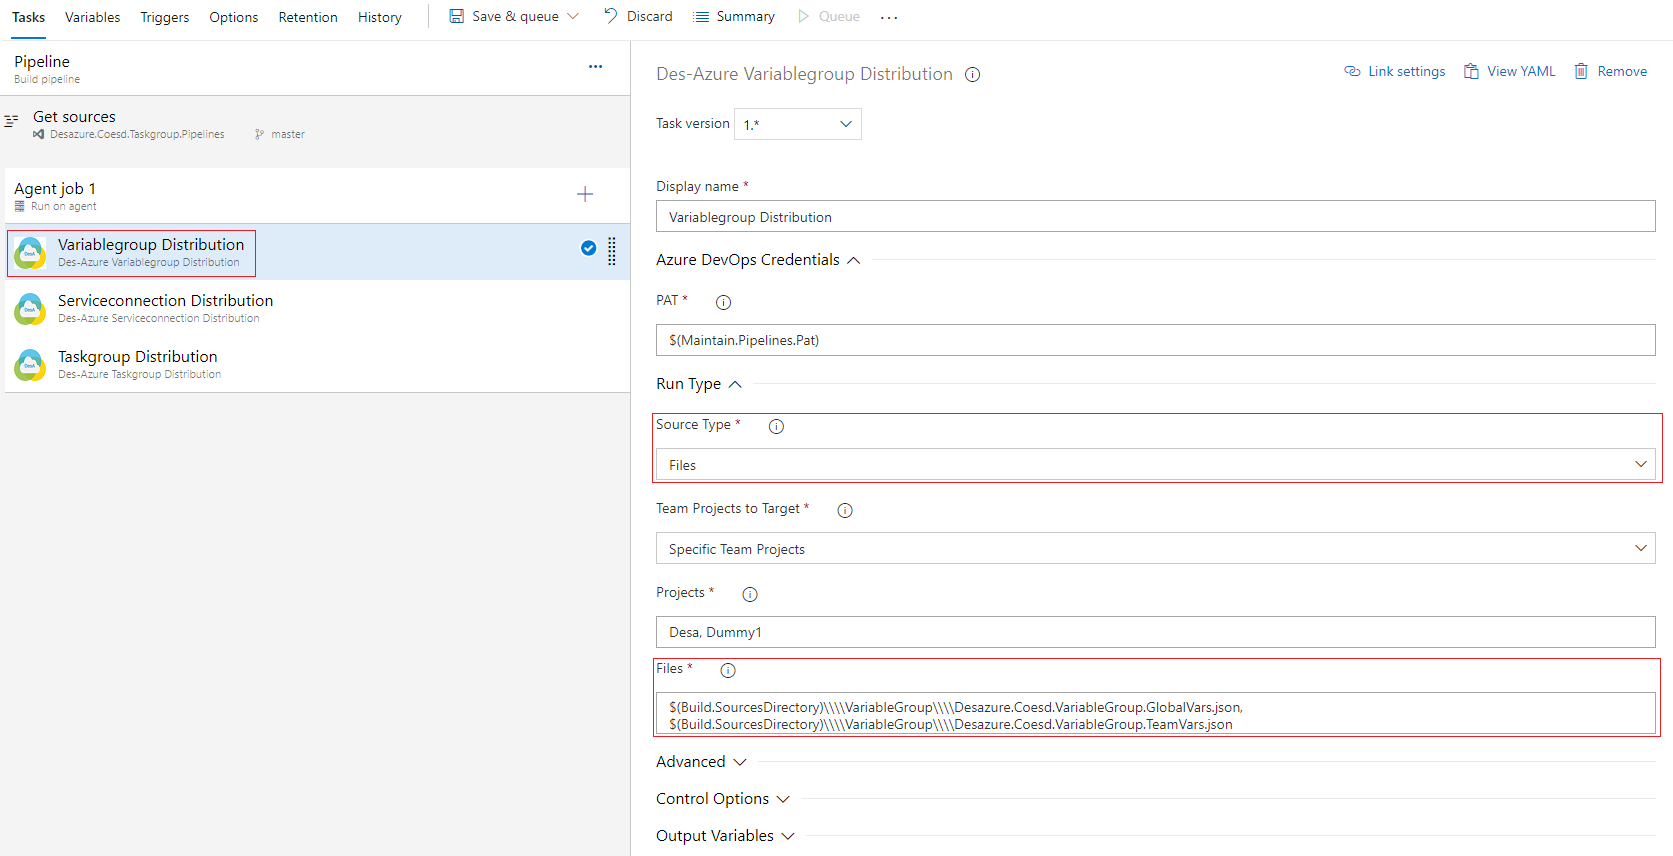 Tasks Variables Triggers Options Retention History Save & queue Discard Summary Queue ...
Pipeline
Build pipeline
Get sources
Desazure.Coesd.Taskgroup.Pipelines master
Agent job 1
Run on agent
Variablegroup Distribution
Des-Azure Variablegroup Distribution
Serviceconnection Distribution
Des-Azure Serviceconnection Distribution
Taskgroup Distribution
Des-Azure Taskgroup Distribution
Des-Azure Variablegroup Distribution
Link settings View YAML Remove
Task version 1.*
Display name *
Variablegroup Distribution
Azure DevOps Credentials
PAT *
$(Maintain.Pipelines.Pat)
Run Type
Source Type *
Files
Team Projects to Target *
Specific Team Projects
Projects *
Desa, Dummy1
Files *
$(Build.SourcesDirectory)\\\\VariableGroup\\\\Desazure.Coesd.VariableGroup.GlobalVars.json,
$(Build.SourcesDirectory)\\\\VariableGroup\\\\Desazure.Coesd.VariableGroup.TeamVars.json
Advanced
Control Options
Output Variables